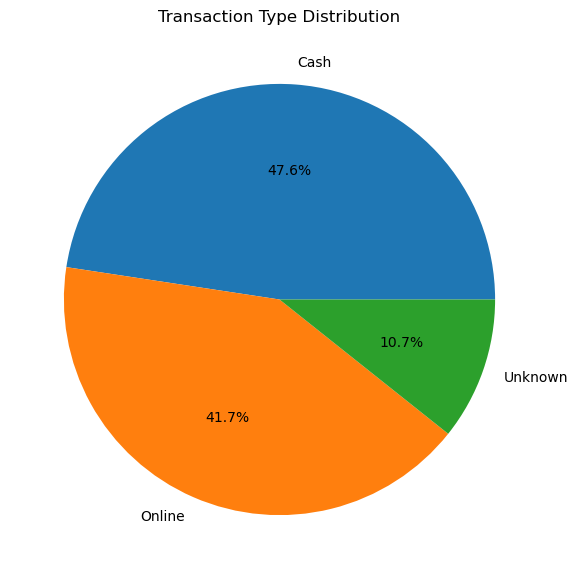 Transaction Type Distribution
Cash
47.6%
10.7%
Unknown
41.7%
Online